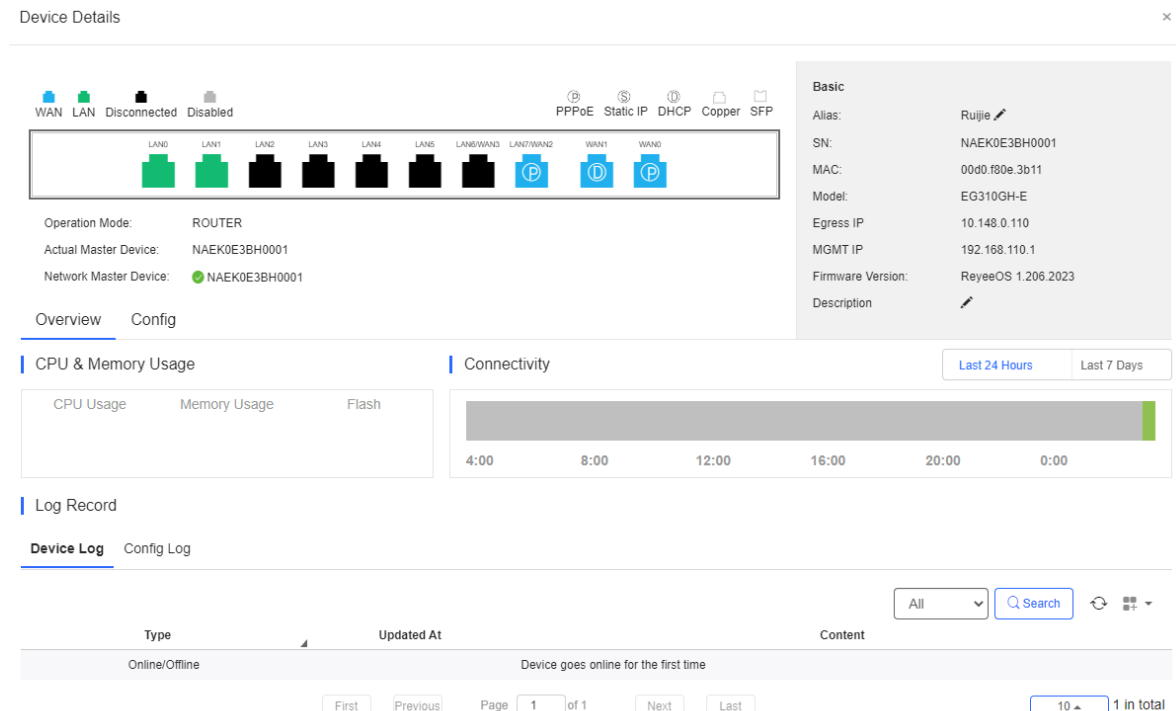 Device Details ×
WAN LAN Disconnected Disabled
Ⓟ Ⓢ Ⓓ
PPPoE Static IP DHCP Copper SFP
LAN0 LAN1 LAN2 LAN3 LAN4 LAN5 LAN6/WAN3 LAN7/WAN2 WAN1 WAN0
Ⓟ Ⓓ Ⓟ
Operation Mode: ROUTER
Actual Master Device: NAEK0E3BH0001
Network Master Device: NAEK0E3BH0001
Basic
Alias: Ruijie
SN: NAEK0E3BH0001
MAC: 00d0.f80e.3b11
Model: EG310GH-E
Egress IP 10.148.0.110
MGMT IP 192.168.110.1
Firmware Version: ReyeeOS 1.206.2023
Description
Overview Config
CPU & Memory Usage
CPU Usage Memory Usage Flash
Connectivity Last 24 Hours Last 7 Days
4:00 8:00 12:00 16:00 20:00 0:00
Log Record
Device Log Config Log
All Search
Type Updated At Content
Online/Offline Device goes online for the first time
First Previous Page 1 of 1 Next Last 10 1 in total